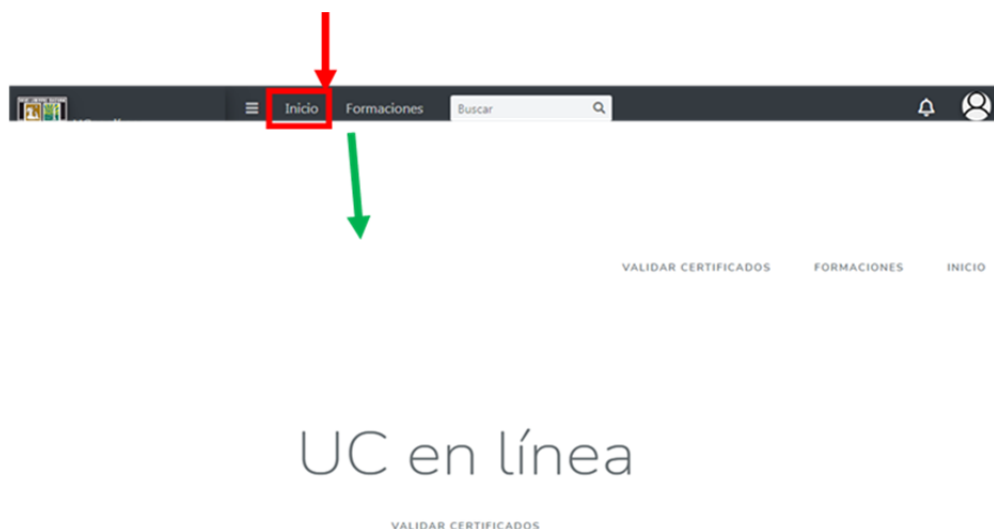 Inicio Formaciones Buscar
VALIDAR CERTIFICADOS FORMACIONES INICIO
UC en línea
VALIDAR CERTIFICADOS